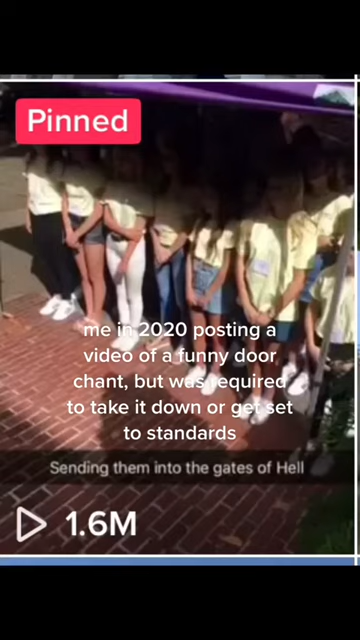 Pinned
me in 2020 posting a
video of a funny door
chant, but was required
to take it down or get set
to standards
Sending them into the gates of Hell
1.6M